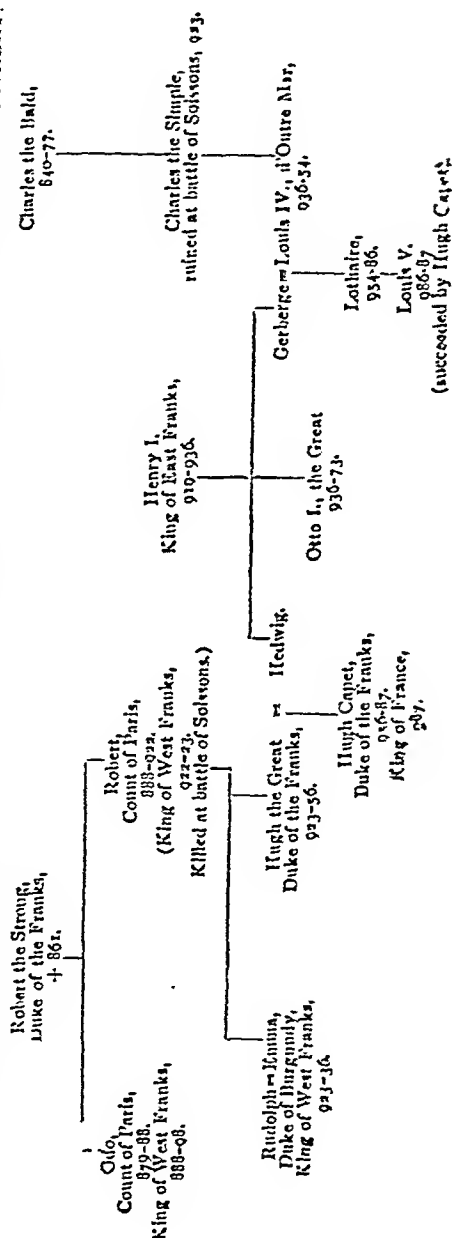 Robert the Strong,
Duke of the Franks,
+ 861.
Odo,
Count of Paris,
879-88.
King of West Franks,
888-98.
Robert,
Count of Paris,
888-922.
(King of West Franks,
922-23.
Killed at battle of Soissons.)
Rudolph=Emma,
Duke of Burgundy,
King of West Franks,
923-36.
Hugh the Great
Duke of the Franks,
923-56.
=
Hedwig.
Hugh Capet,
Duke of the Franks,
956-87.
King of France,
987.
Henry I.
King of East Franks,
919-936.
Otto I., the Great
936-73.
Charles the Bald,
840-77.
Charles the Simple,
ruined at battle of Soissons, 923.
Gerberge=Louis IV., d'Outre Mar,
936-54.
Lothaire,
954-86.
Louis V.
986-87
(succeeded by Hugh Capet).